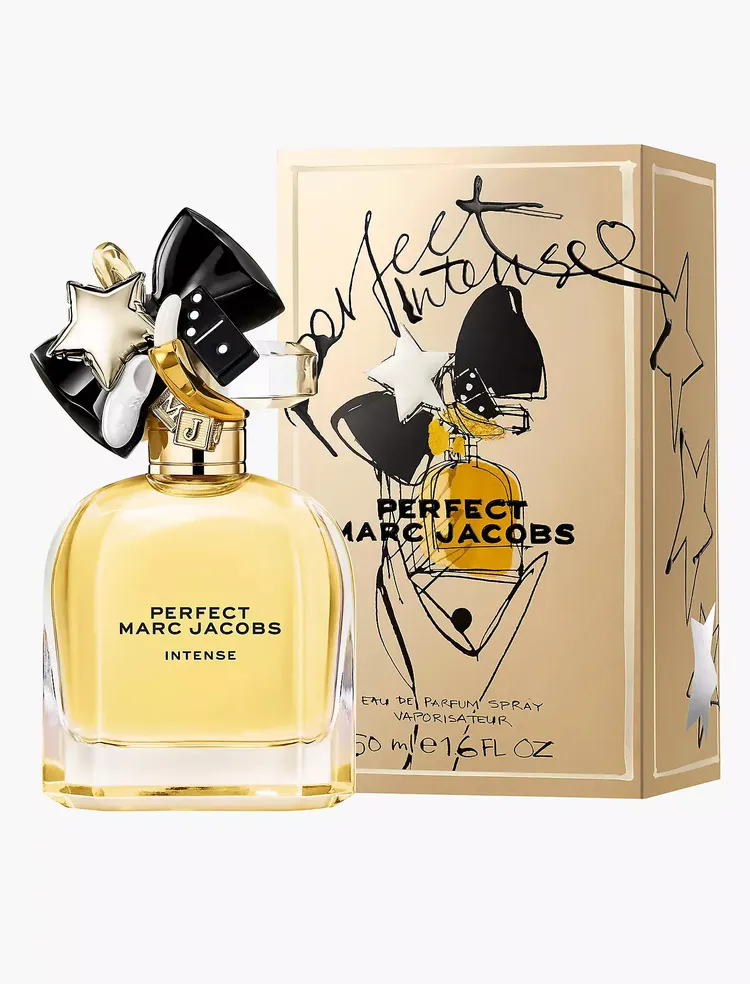 perfect
intense
PERFECT
MARC JACOBS
EAU DE PARFUM SPRAY
VAPORISATEUR
50 ml e 1.6 FL OZ
MJ
PERFECT
MARC JACOBS
INTENSE